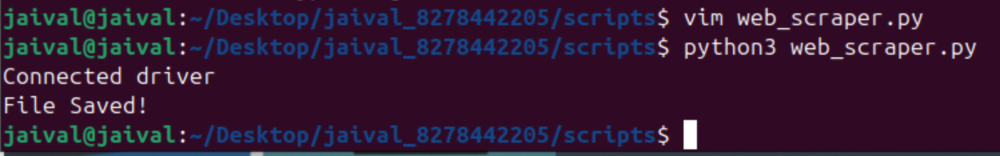 jaival@jaival:~/Desktop/jaival_8278442205/scripts$ vim web_scraper.py
jaival@jaival:~/Desktop/jaival_8278442205/scripts$ python3 web_scraper.py
Connected driver
File Saved!
jaival@jaival:~/Desktop/jaival_8278442205/scripts$